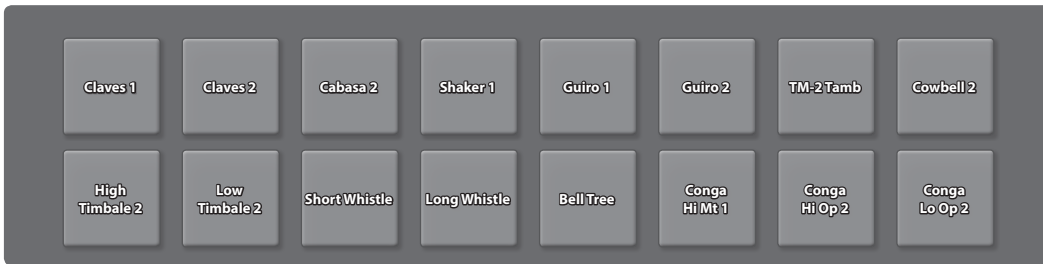 Claves 1
Claves 2
Cabasa 2
Shaker 1
Guiro 1
Guiro 2
TM-2 Tamb
Cowbell 2
High
Timbale 2
Low
Timbale 2
Short Whistle
Long Whistle
Bell Tree
Conga
Hi Mt 1
Conga
Hi Op 2
Conga
Lo Op 2